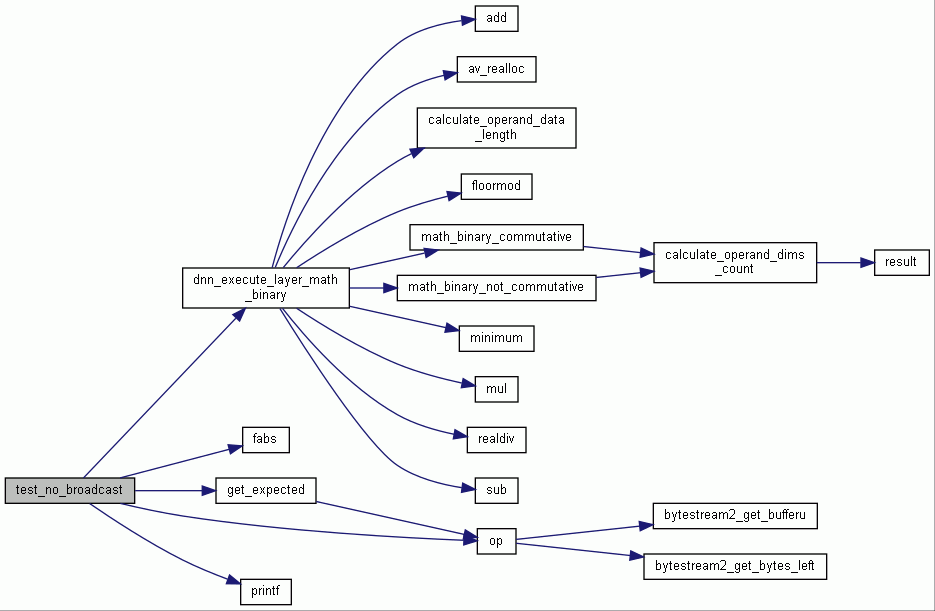 add
av_realloc
calculate_operand_data
_length
floormod
math_binary_commutative
calculate_operand_dims
_count
result
dnn_execute_layer_math
_binary
math_binary_not_commutative
minimum
mul
realdiv
fabs
sub
test_no_broadcast
get_expected
bytestream2_get_bufferu
op
bytestream2_get_bytes_left
printf